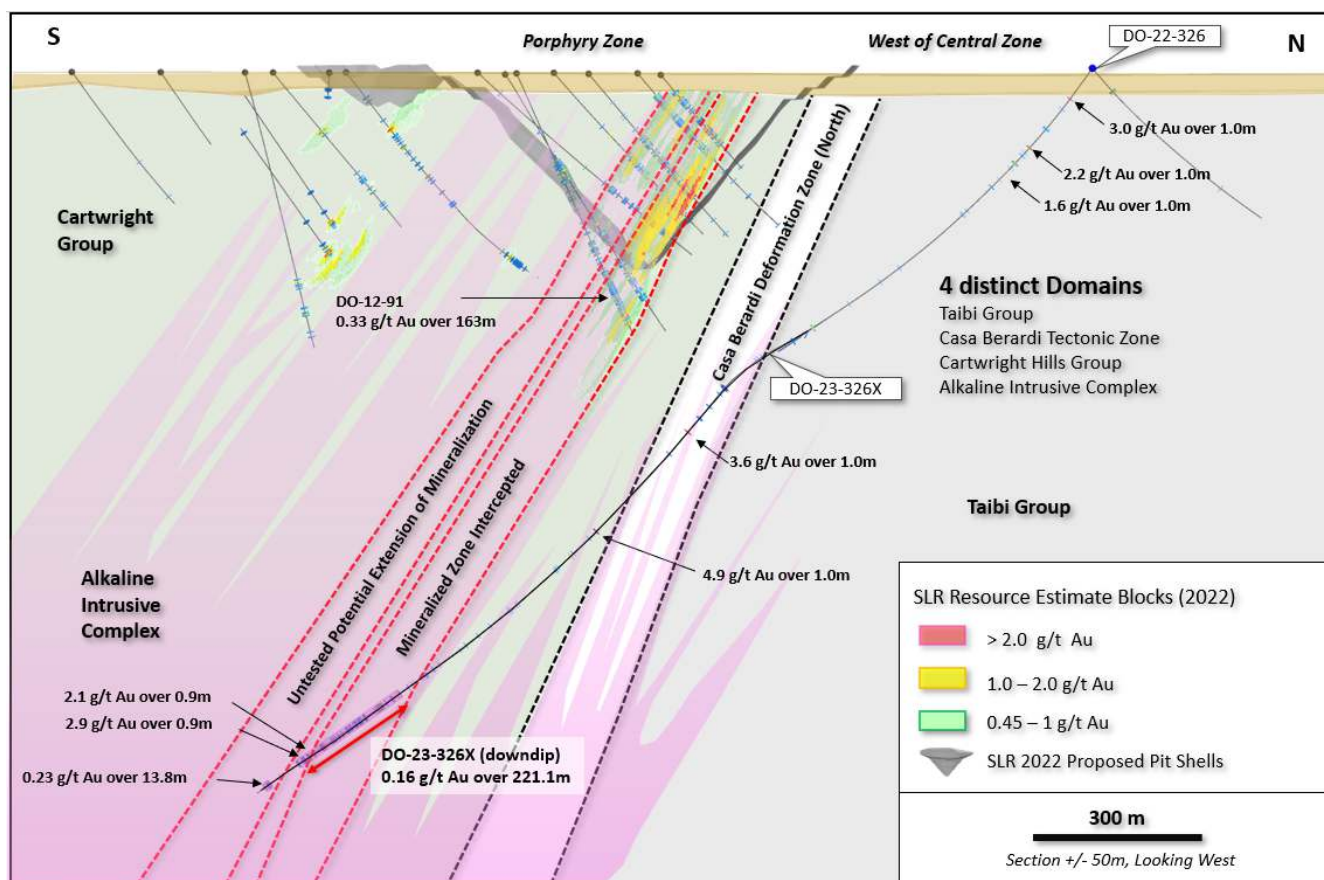 S
Porphyry Zone
West of Central Zone
DO-22-326
N
3.0 g/t Au over 1.0m
2.2 g/t Au over 1.0m
1.6 g/t Au over 1.0m
Cartwright
Group
Casa Berardi Deformation Zone (North)
4 distinct Domains
Taibi Group
Casa Berardi Tectonic Zone
Cartwright Hills Group
Alkaline Intrusive Complex
DO-12-91
0.33 g/t Au over 163m
DO-23-326X
3.6 g/t Au over 1.0m
Untested Potential Extension of Mineralization
Mineralized Zone Intercepted
Taibi Group
4.9 g/t Au over 1.0m
Alkaline
Intrusive
Complex
2.1 g/t Au over 0.9m
2.9 g/t Au over 0.9m
0.23 g/t Au over 13.8m
DO-23-326X (downdip)
0.16 g/t Au over 221.1m
SLR Resource Estimate Blocks (2022)
> 2.0 g/t Au
1.0 – 2.0 g/t Au
0.45 – 1 g/t Au
SLR 2022 Proposed Pit Shells
300 m
Section +/- 50m, Looking West